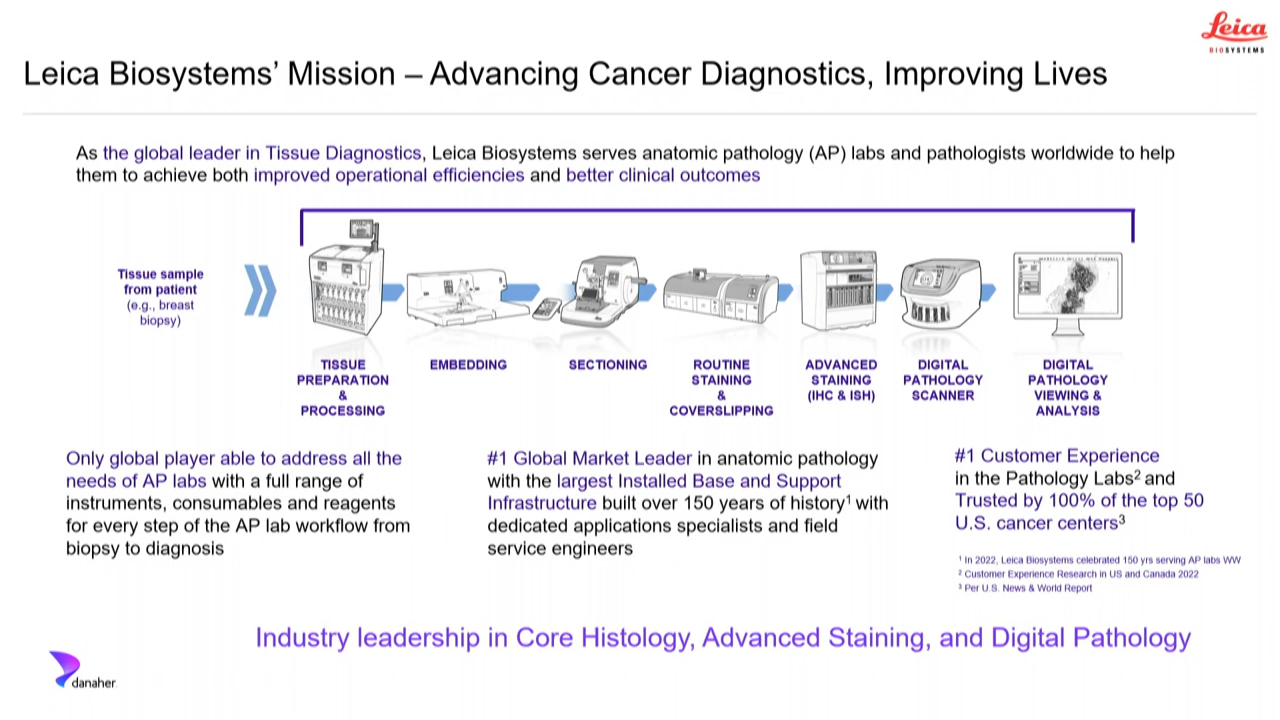 Leica
BIOSYSTEMS
Leica Biosystems’ Mission – Advancing Cancer Diagnostics, Improving Lives
As the global leader in Tissue Diagnostics, Leica Biosystems serves anatomic pathology (AP) labs and pathologists worldwide to help
them to achieve both improved operational efficiencies and better clinical outcomes
Tissue sample
from patient
(e.g., breast
biopsy)
TISSUE
PREPARATION
&
PROCESSING
EMBEDDING
SECTIONING
ROUTINE
STAINING
&
COVERSLIPPING
ADVANCED
STAINING
(IHC & ISH)
DIGITAL
PATHOLOGY
SCANNER
DIGITAL
PATHOLOGY
VIEWING &
ANALYSIS
Only global player able to address all the
needs of AP labs with a full range of
instruments, consumables and reagents
for every step of the AP lab workflow from
biopsy to diagnosis
#1 Global Market Leader in anatomic pathology
with the largest Installed Base and Support
Infrastructure built over 150 years of history¹ with
dedicated applications specialists and field
service engineers
#1 Customer Experience
in the Pathology Labs² and
Trusted by 100% of the top 50
U.S. cancer centers³
¹ In 2022, Leica Biosystems celebrated 150 yrs serving AP labs WW
² Customer Experience Research in US and Canada 2022
³ Per U.S. News & World Report
Industry leadership in Core Histology, Advanced Staining, and Digital Pathology
danaher